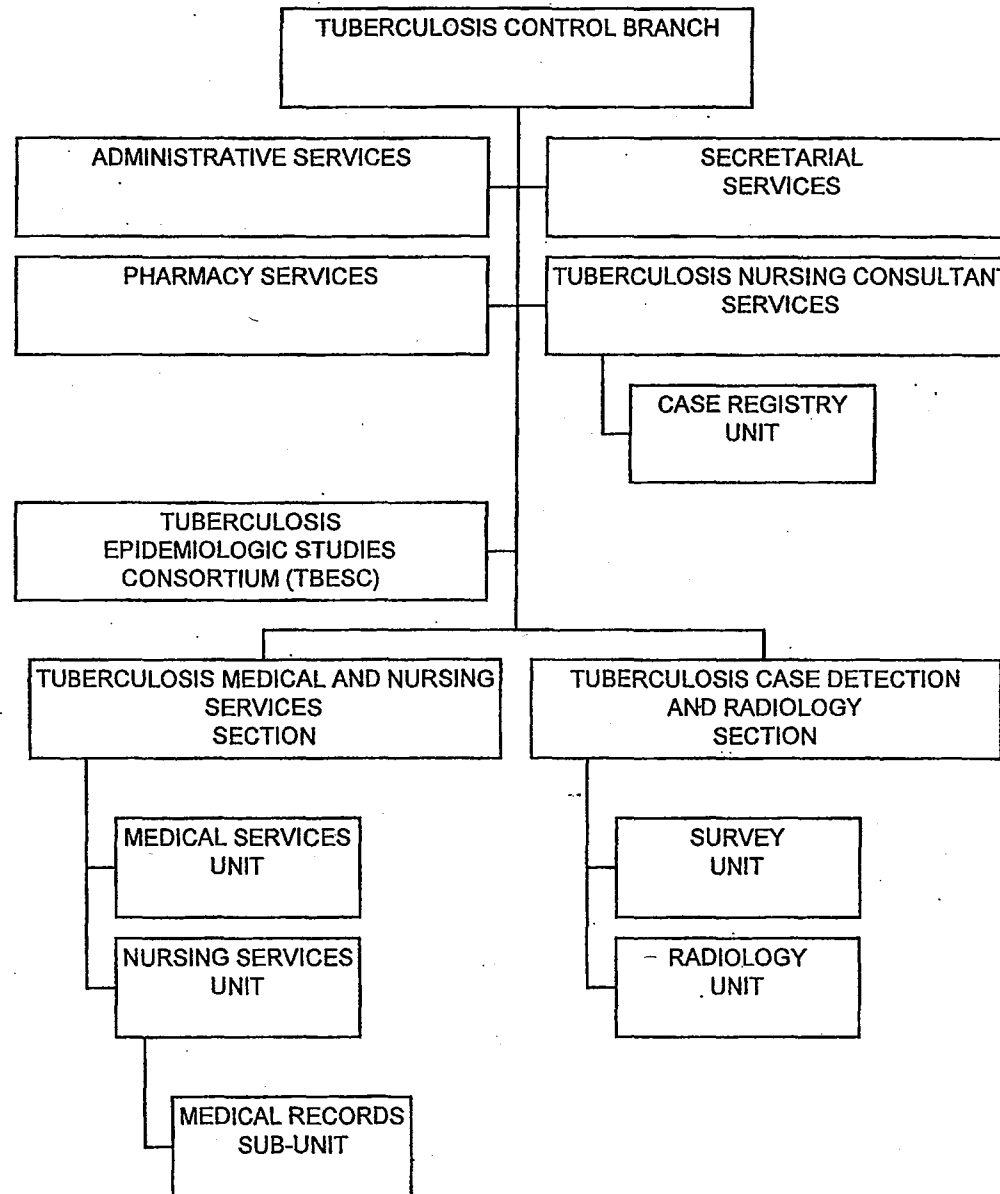 TUBERCULOSIS CONTROL BRANCH
ADMINISTRATIVE SERVICES
SECRETARIAL
SERVICES
PHARMACY SERVICES
TUBERCULOSIS NURSING CONSULTANT
SERVICES
CASE REGISTRY
UNIT
TUBERCULOSIS
EPIDEMIOLOGIC STUDIES
CONSORTIUM (TBESC)
TUBERCULOSIS MEDICAL AND NURSING
SERVICES
SECTION
TUBERCULOSIS CASE DETECTION
AND RADIOLOGY
SECTION
MEDICAL SERVICES
UNIT
SURVEY
UNIT
NURSING SERVICES
UNIT
RADIOLOGY
UNIT
MEDICAL RECORDS
SUB-UNIT